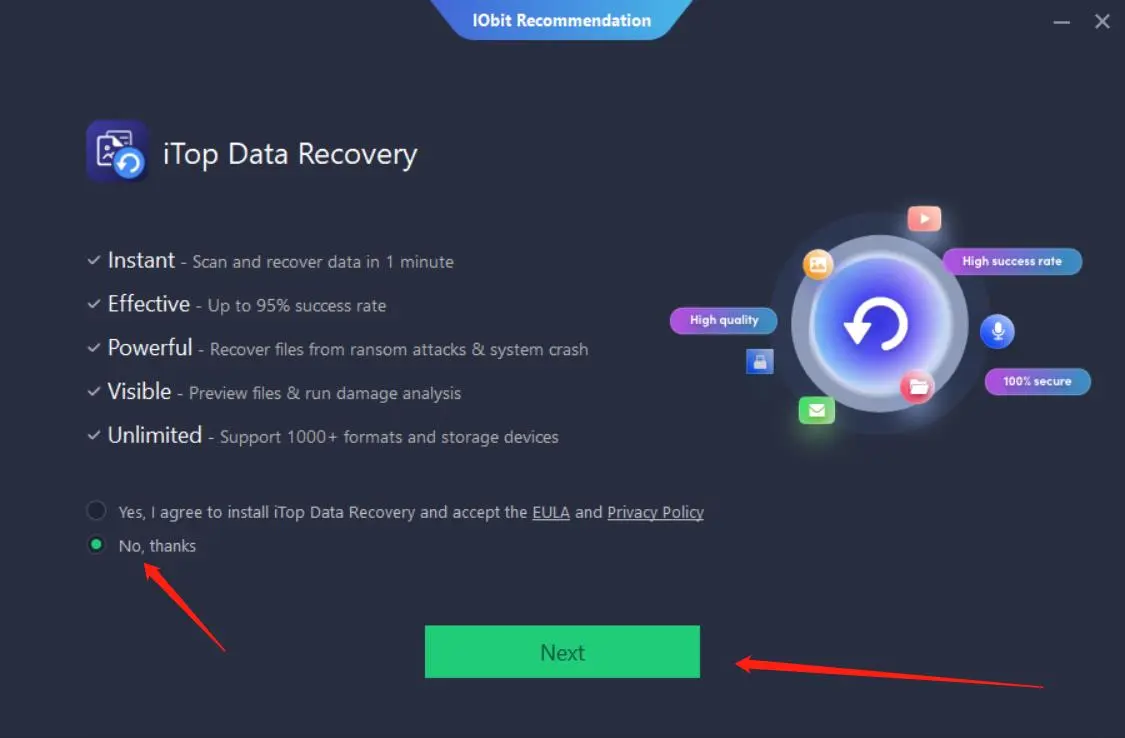 IObit Recommendation
iTop Data Recovery
Instant - Scan and recover data in 1 minute
Effective - Up to 95% success rate
Powerful - Recover files from ransom attacks & system crash
Visible - Preview files & run damage analysis
Unlimited - Support 1000+ formats and storage devices
High success rate
High quality
100% secure
Yes, I agree to install iTop Data Recovery and accept the EULA and Privacy Policy
No, thanks
Next